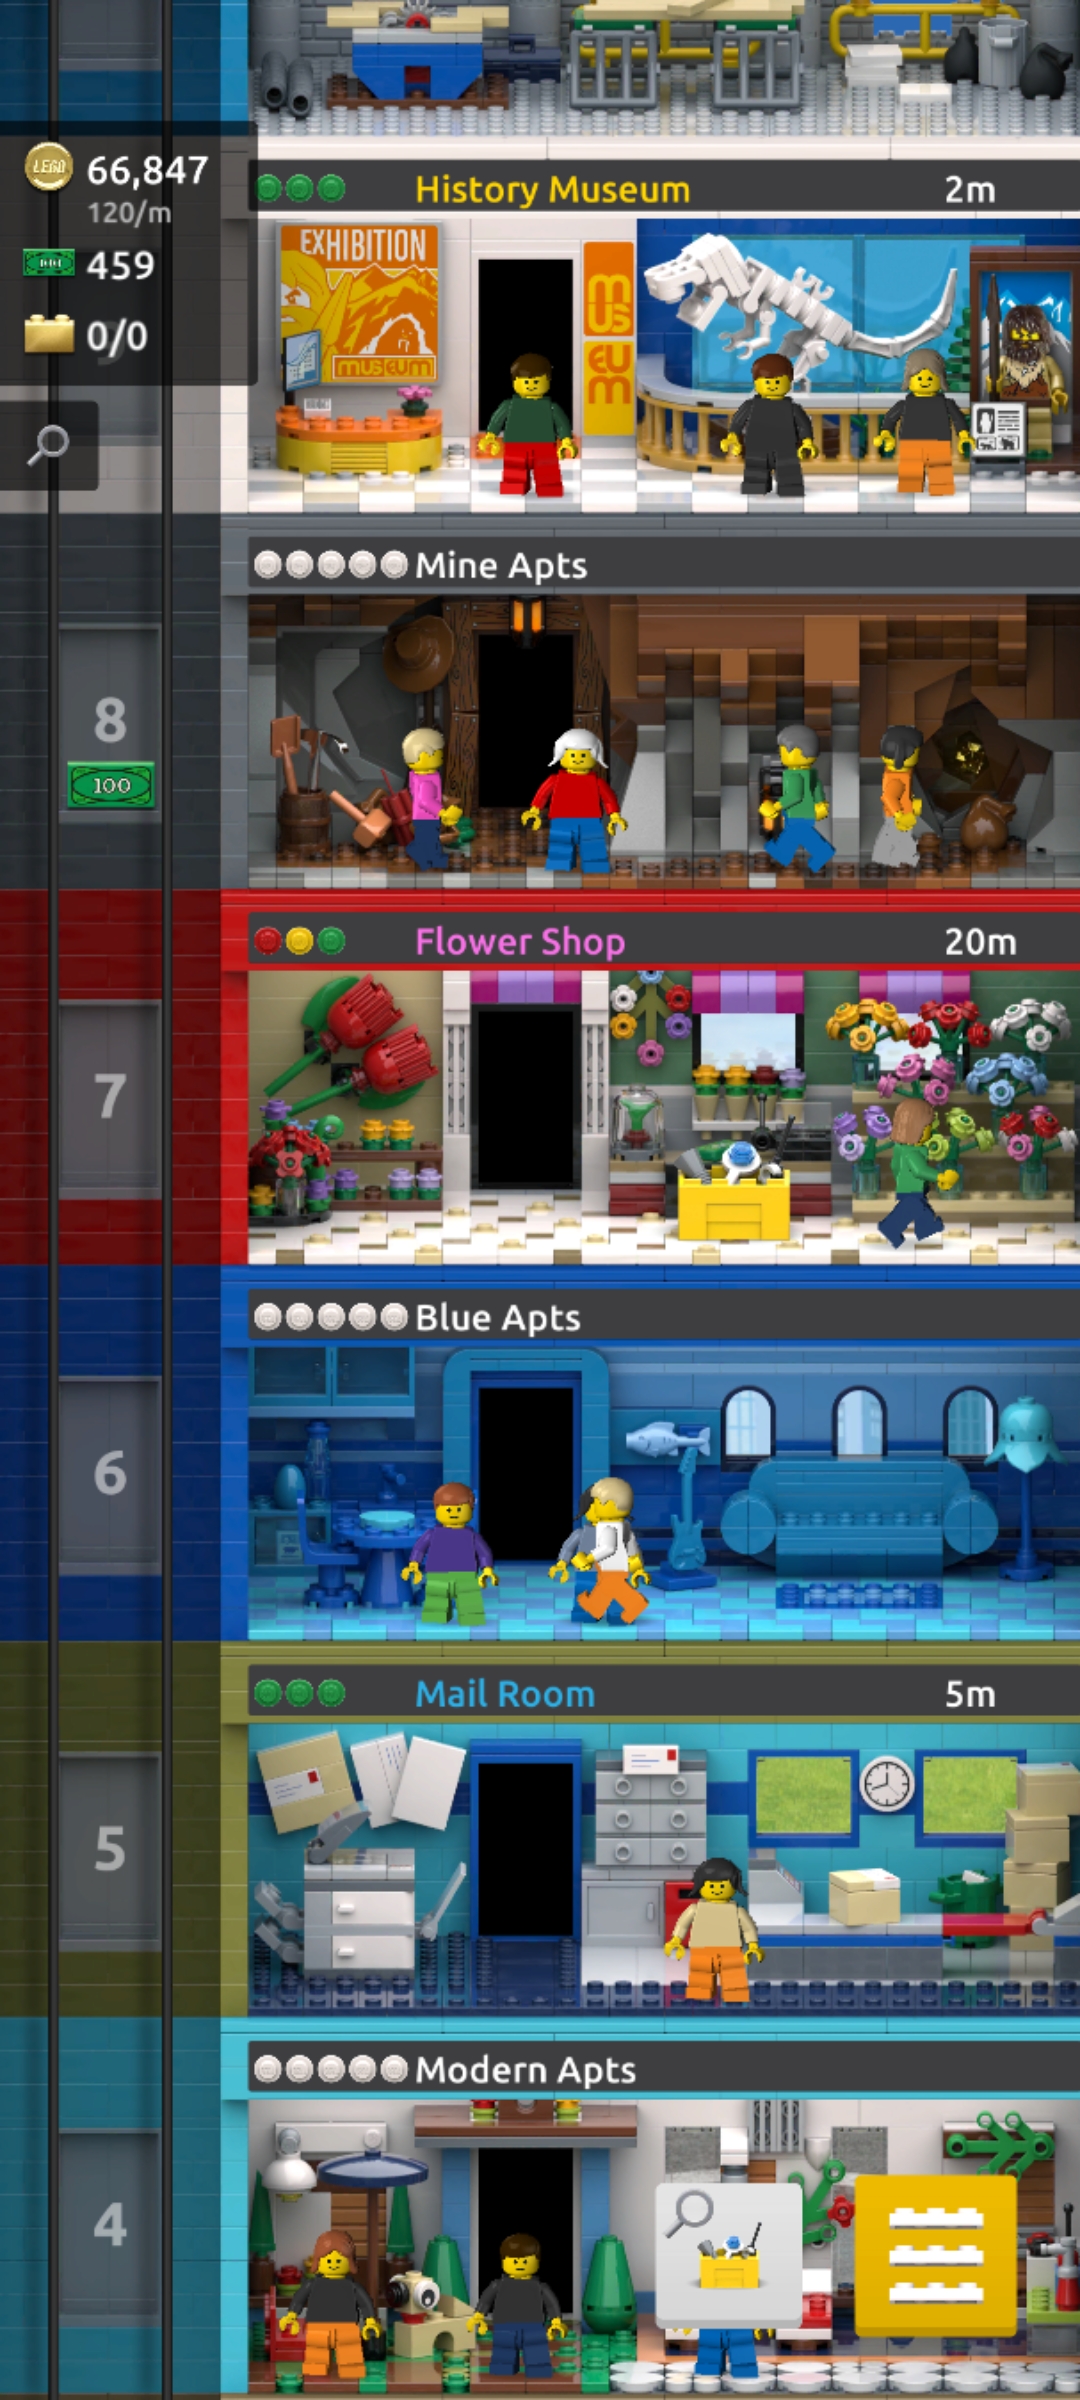 LEGO
66,847
120/m
459
0/0
History Museum
2m
EXHIBITION
MUSEUM
MUSEUM
Mine Apts
8
100
Flower Shop
20m
7
Blue Apts
6
Mail Room
5m
5
Modern Apts
4